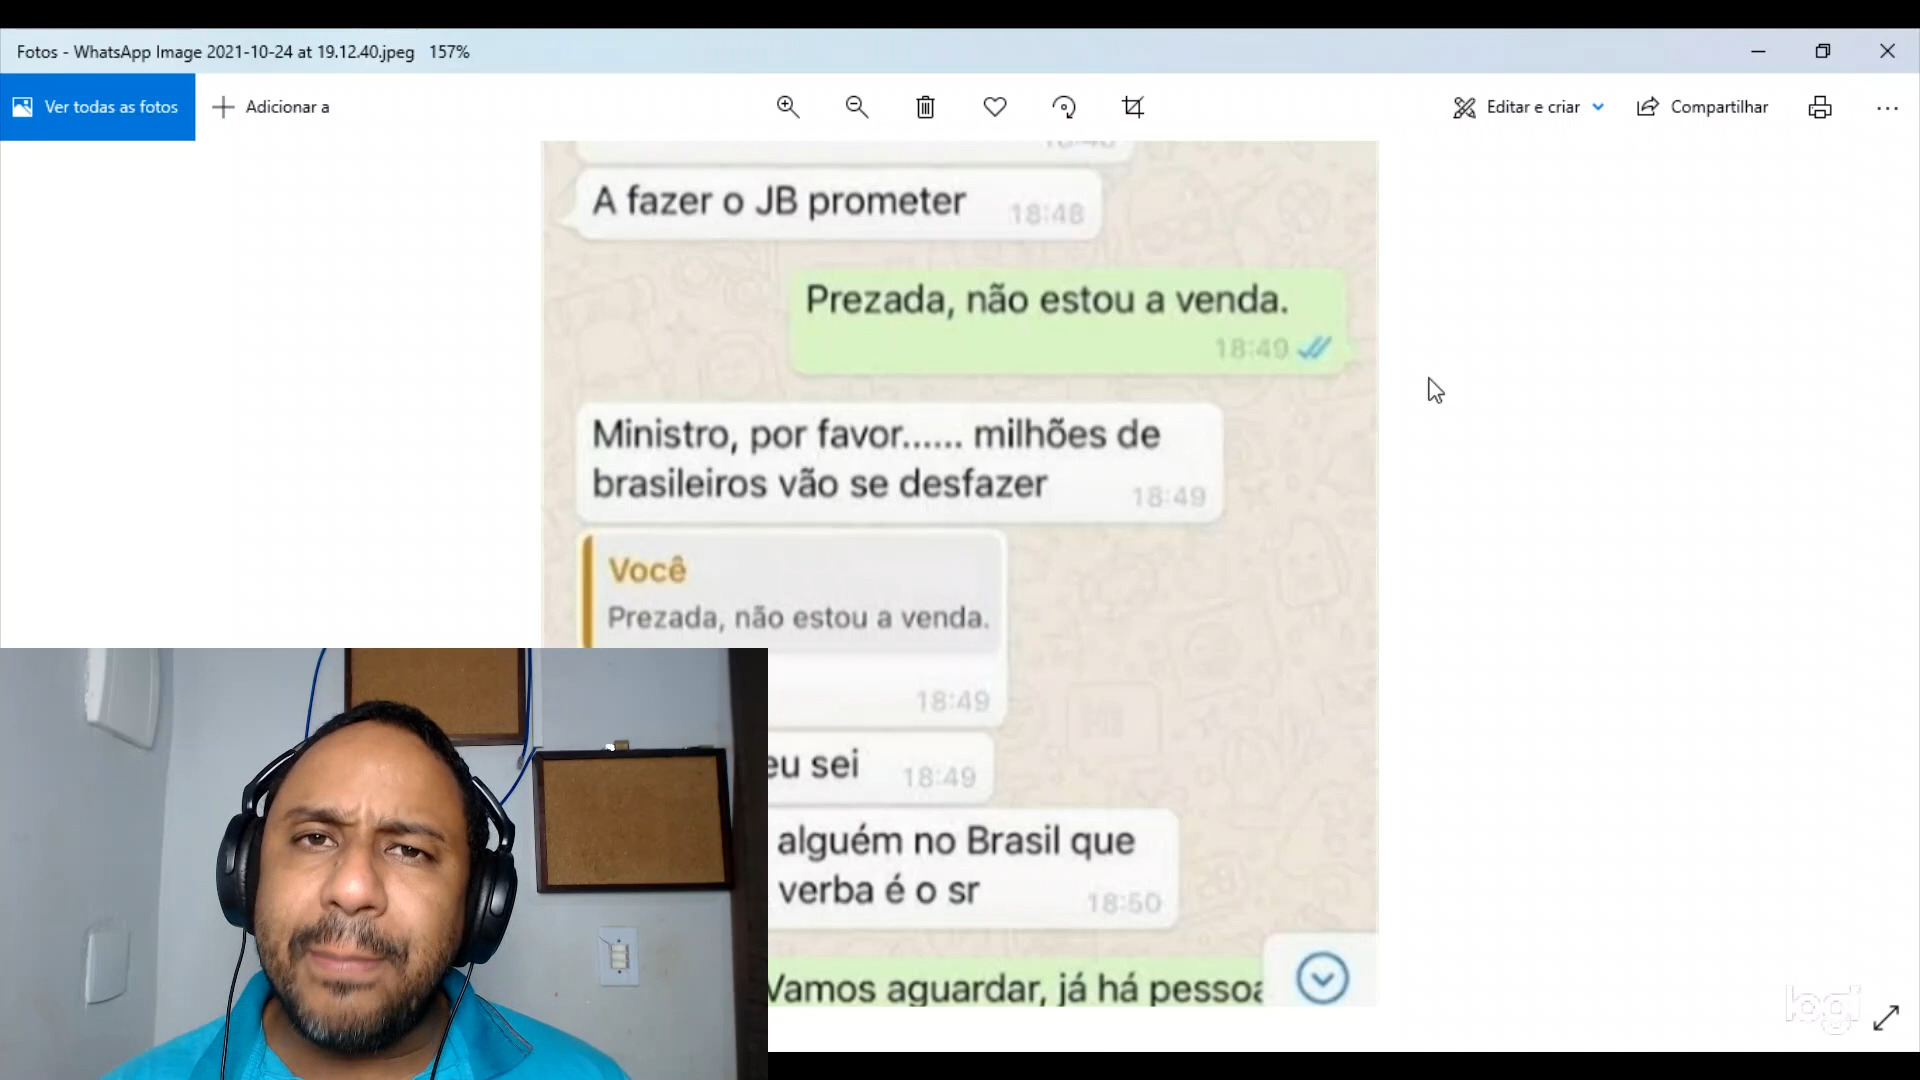 Fotos - WhatsApp Image 2021-10-24 at 19.12.40.jpeg 157%
Ver todas as fotos
Adicionar a
Editar e criar
Compartilhar
A fazer o JB prometer
18:48
Prezada, não estou a venda.
18:49
Ministro, por favor...... milhões de
brasileiros vão se desfazer
18:49
Você
Prezada, não estou a venda.
18:49
eu sei
18:49
alguém no Brasil que
verba é o sr
18:50
Vamos aguardar, já há
logi